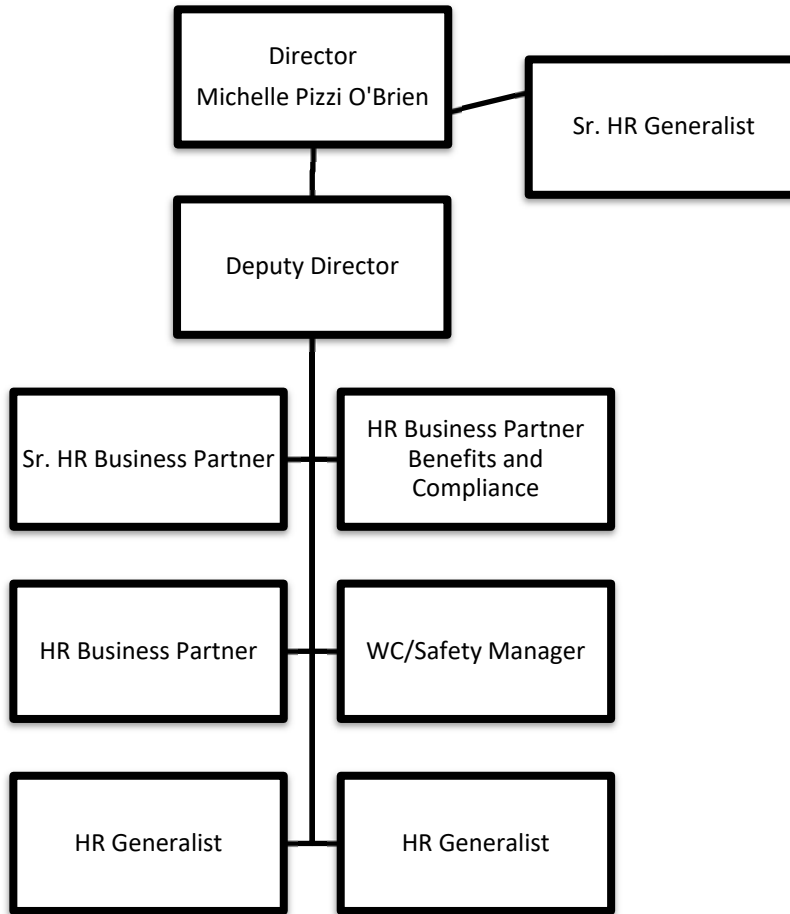 Director
Michelle Pizzi O'Brien
Sr. HR Generalist
Deputy Director
Sr. HR Business Partner
HR Business Partner
Benefits and
Compliance
HR Business Partner
WC/Safety Manager
HR Generalist
HR Generalist